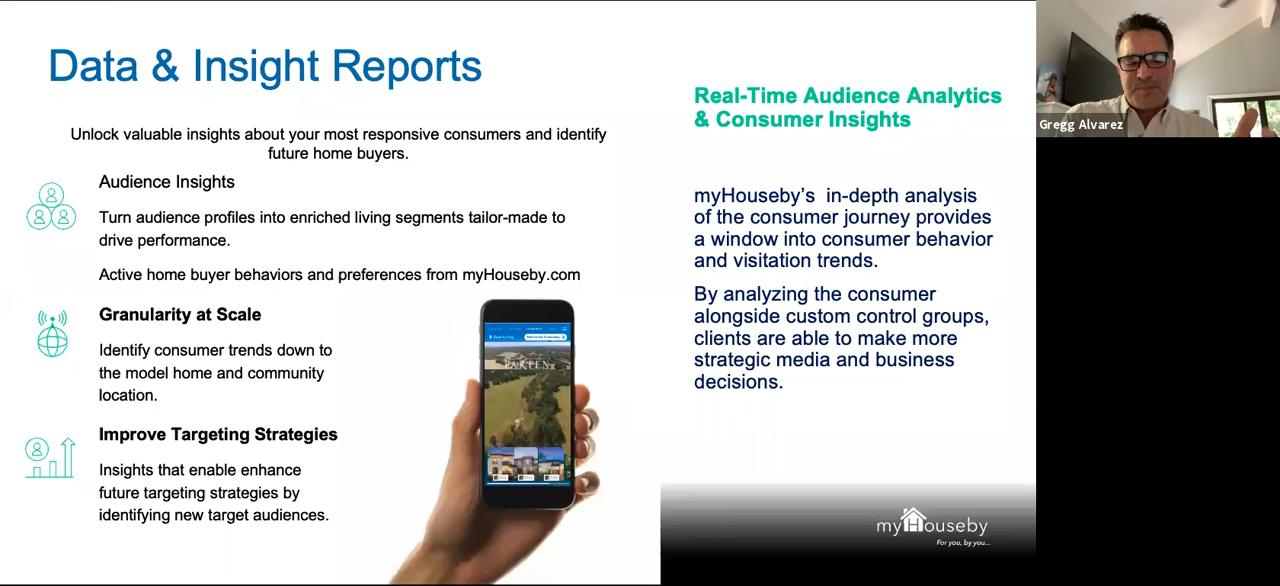 Data & Insight Reports
Unlock valuable insights about your most responsive consumers and identify
future home buyers.
Audience Insights
Turn audience profiles into enriched living segments tailor-made to
drive performance.
Active home buyer behaviors and preferences from myHouseby.com
Granularity at Scale
Identify consumer trends down to
the model home and community
location.
Improve Targeting Strategies
Insights that enable enhance
future targeting strategies by
identifying new target audiences.
PARTEN
Real-Time Audience Analytics
& Consumer Insights
myHouseby’s in-depth analysis
of the consumer journey provides
a window into consumer behavior
and visitation trends.
By analyzing the consumer
alongside custom control groups,
clients are able to make more
strategic media and business
decisions.
myHouseby
For you, by you...
Gregg Alvarez